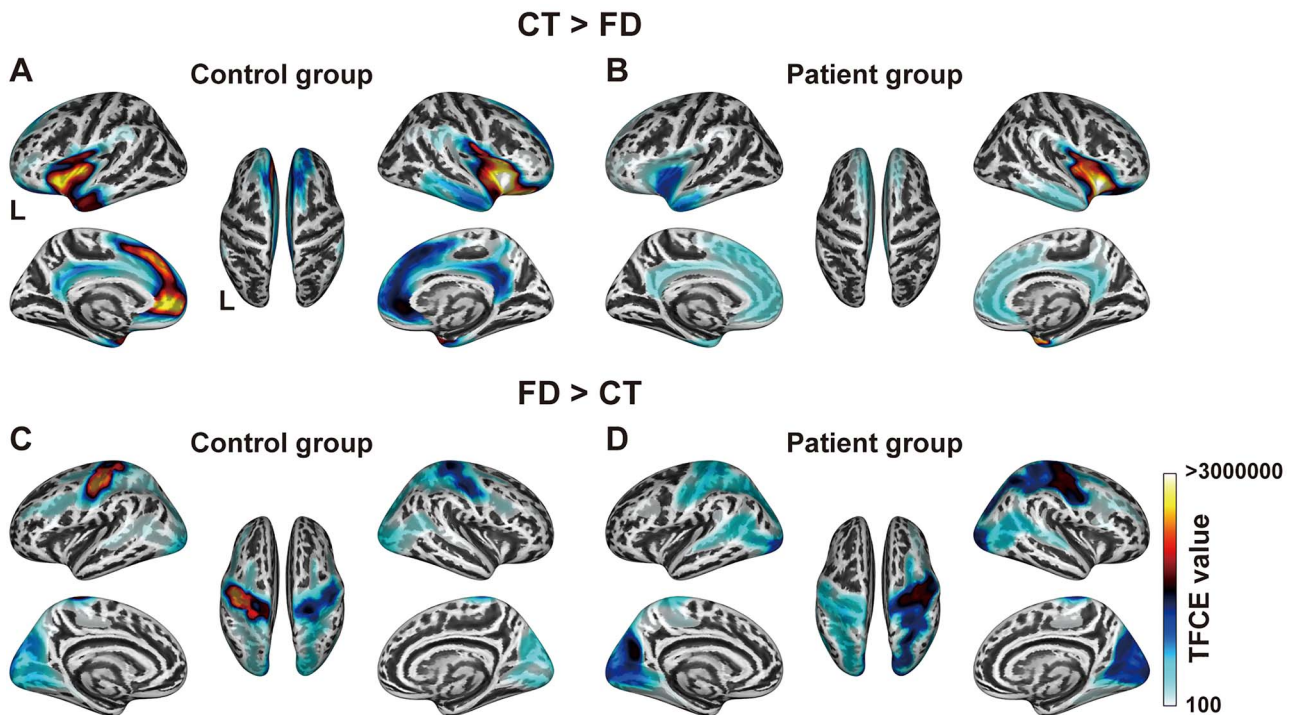 CT > FD
A
Control group
B
Patient group
L
L
FD > CT
C
Control group
D
Patient group
>3000000
TFCE value
100